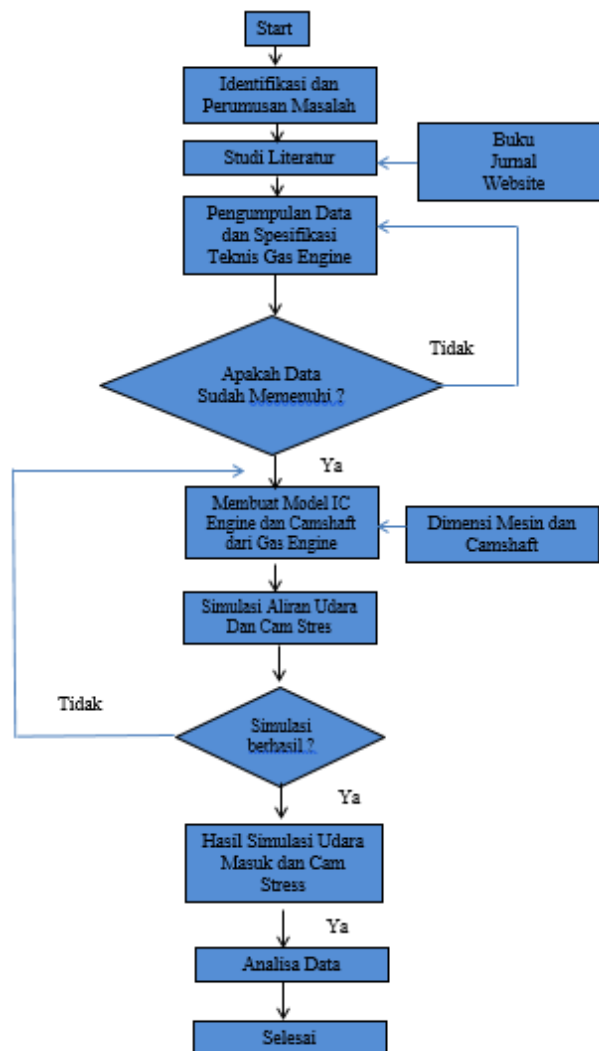 Start
Identifikasi dan
Perumusan Masalah
Studi Literatur
Buku
Jurnal
Website
Pengumpulan Data
dan Spesifikasi
Teknis Gas Engine
Apakah Data
Sudah Memenuhi ?
Tidak
Ya
Membuat Model IC
Engine dan Camshaft
dari Gas Engine
Dimensi Mesin dan
Camshaft
Simulasi Aliran Udara
Dan Cam Stres
Simulasi
berhasil ?
Tidak
Ya
Hasil Simulasi Udara
Masuk dan Cam
Stress
Ya
Analisa Data
Selesai